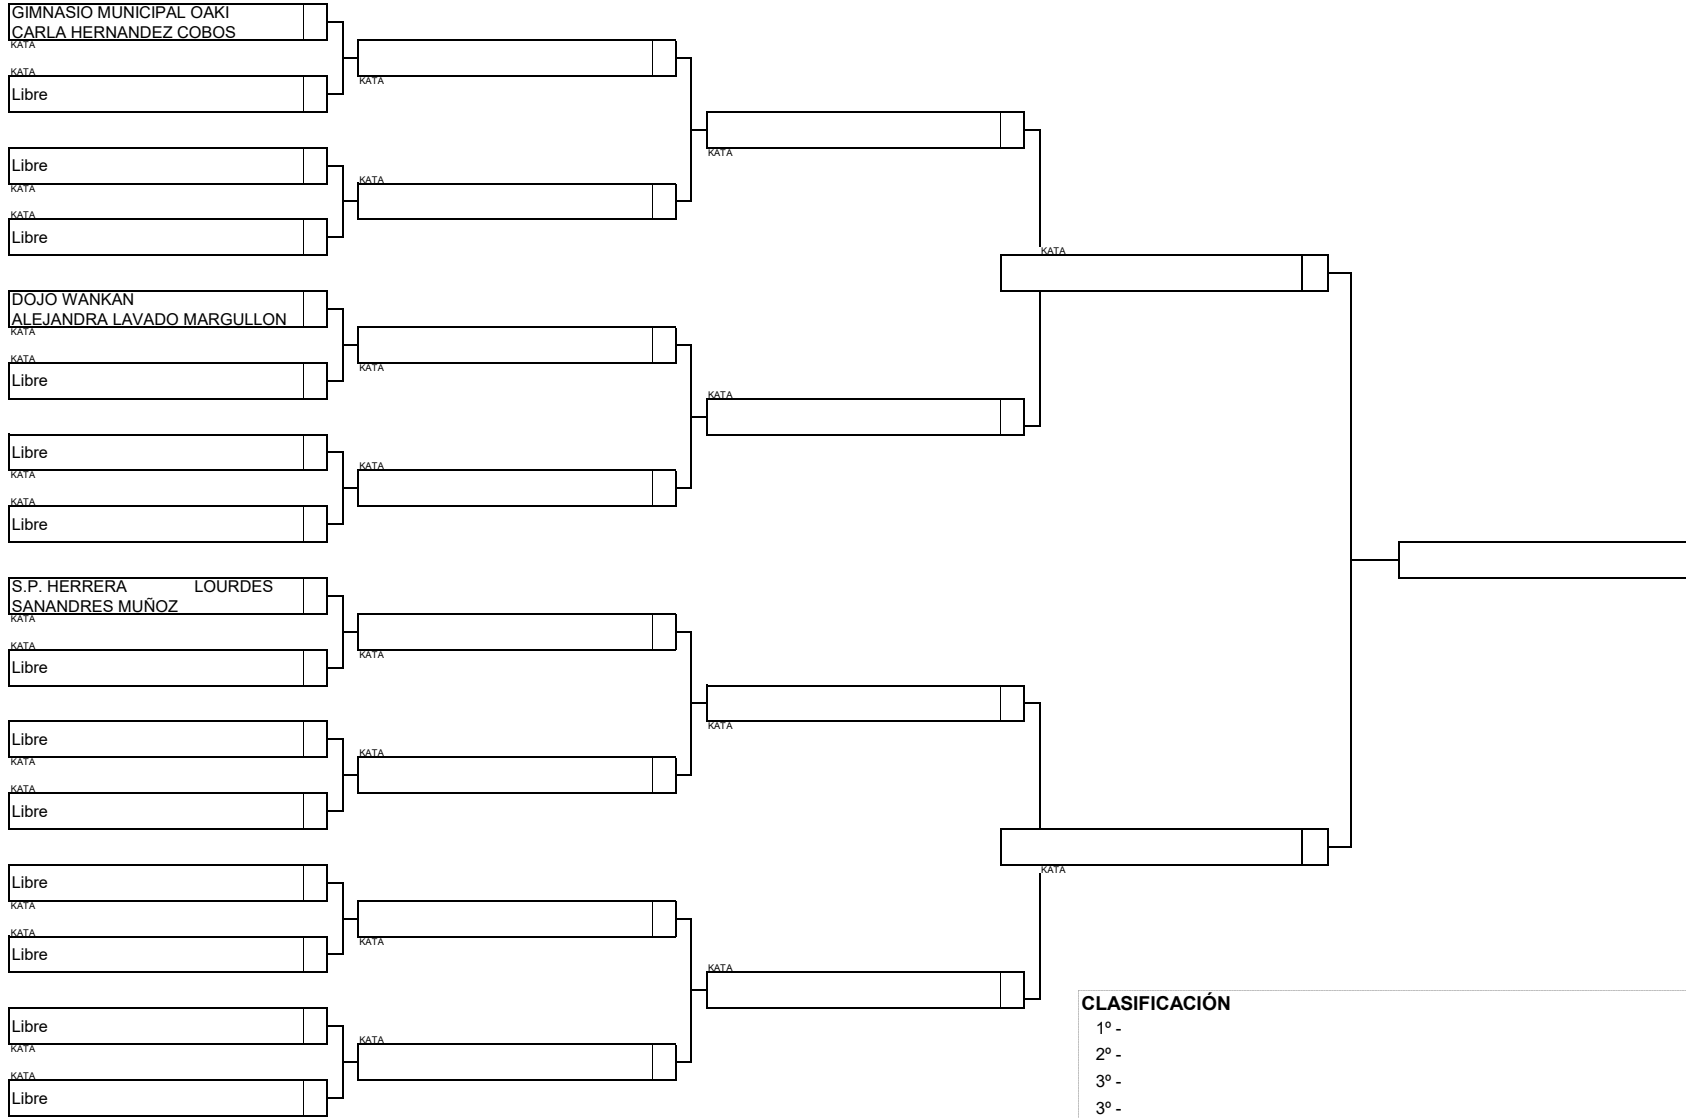 GIMNASIO MUNICIPAL OAKI
CARLA HERNANDEZ COBOS
KATA
KATA
Libre
Libre
KATA
KATA
Libre
DOJO WANKAN
ALEJANDRA LAVADO MARGULLON
KATA
KATA
Libre
Libre
KATA
KATA
Libre
S.P. HERRERA LOURDES
SANANDRES MUÑOZ
KATA
KATA
Libre
Libre
KATA
KATA
Libre
Libre
KATA
KATA
Libre
Libre
KATA
KATA
Libre
KATA
KATA
KATA
KATA
KATA
KATA
KATA
KATA
KATA
KATA
KATA
KATA
KATA
KATA
CLASIFICACIÓN
1º -
2º -
3º -
3º -